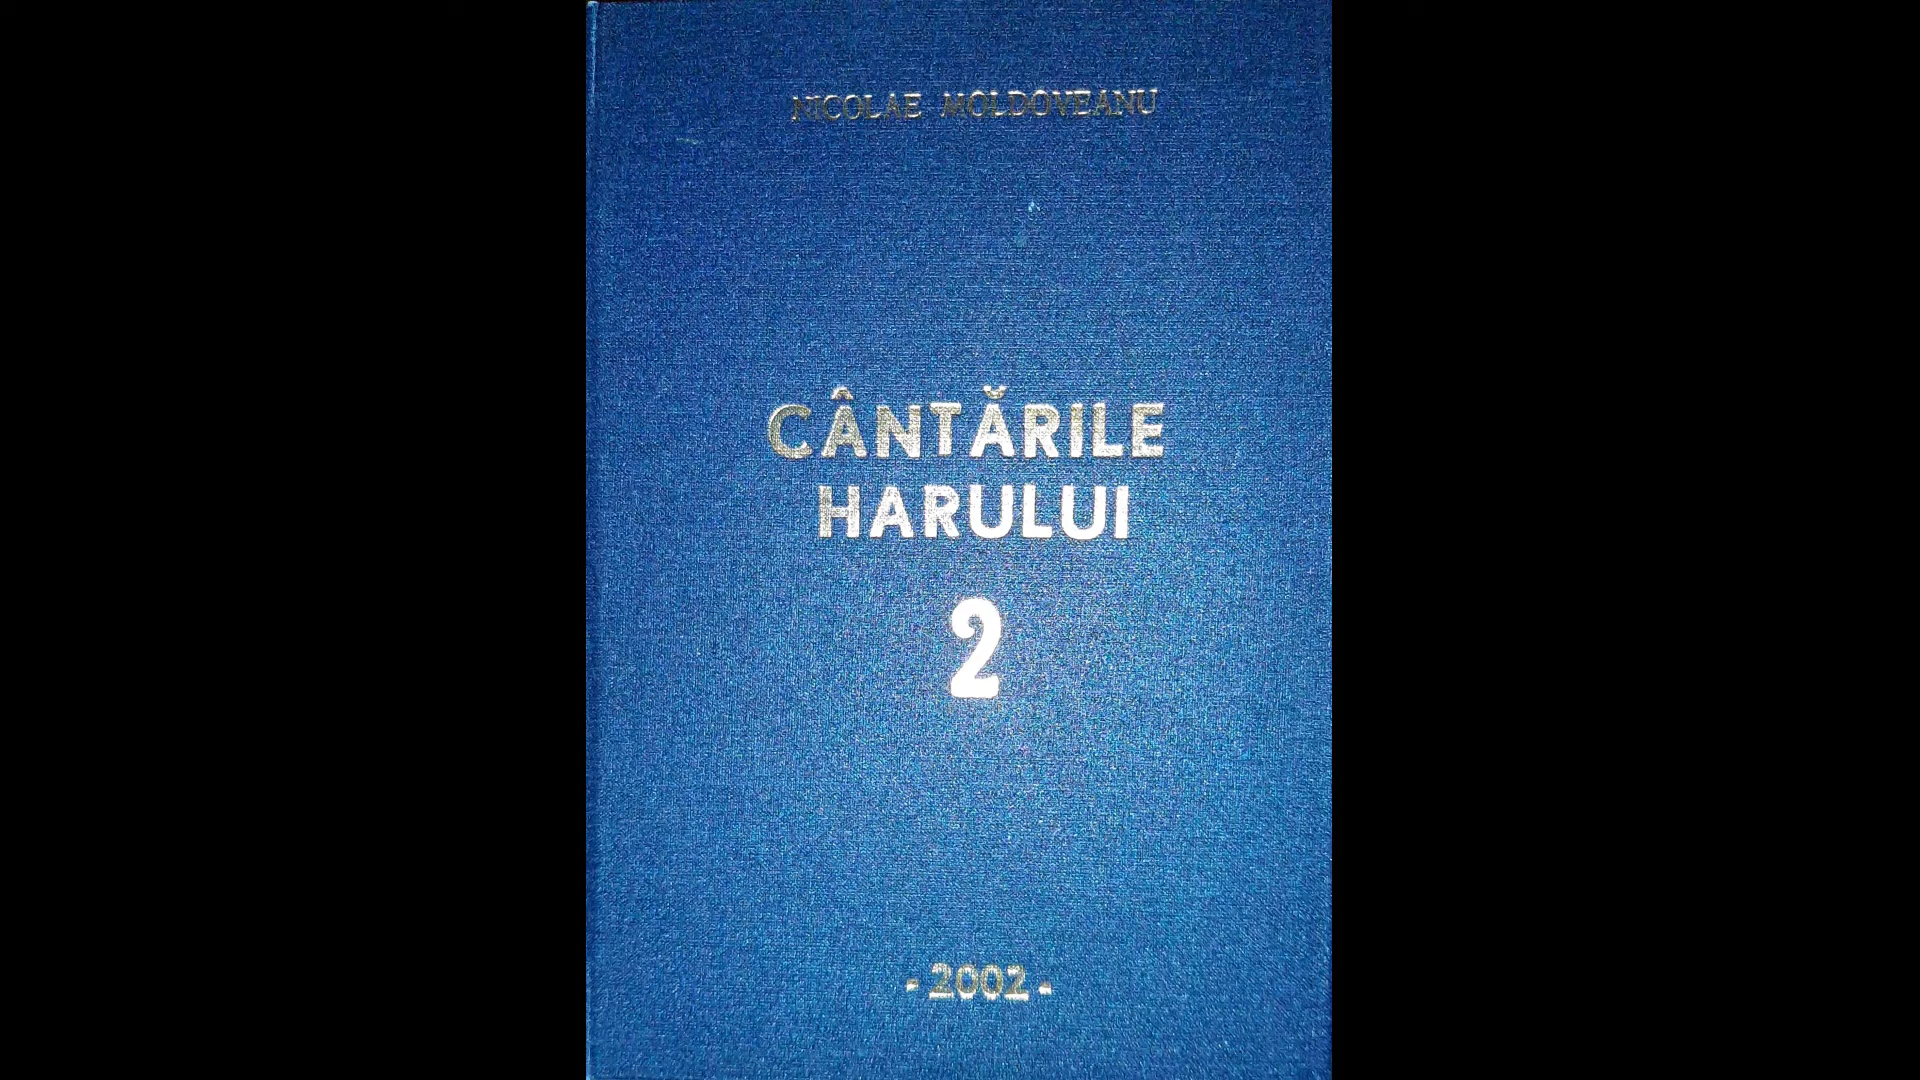 NICOLAE MOLDOVEANU
CÂNTĂRILE
HARULUI
2
- 2002 -